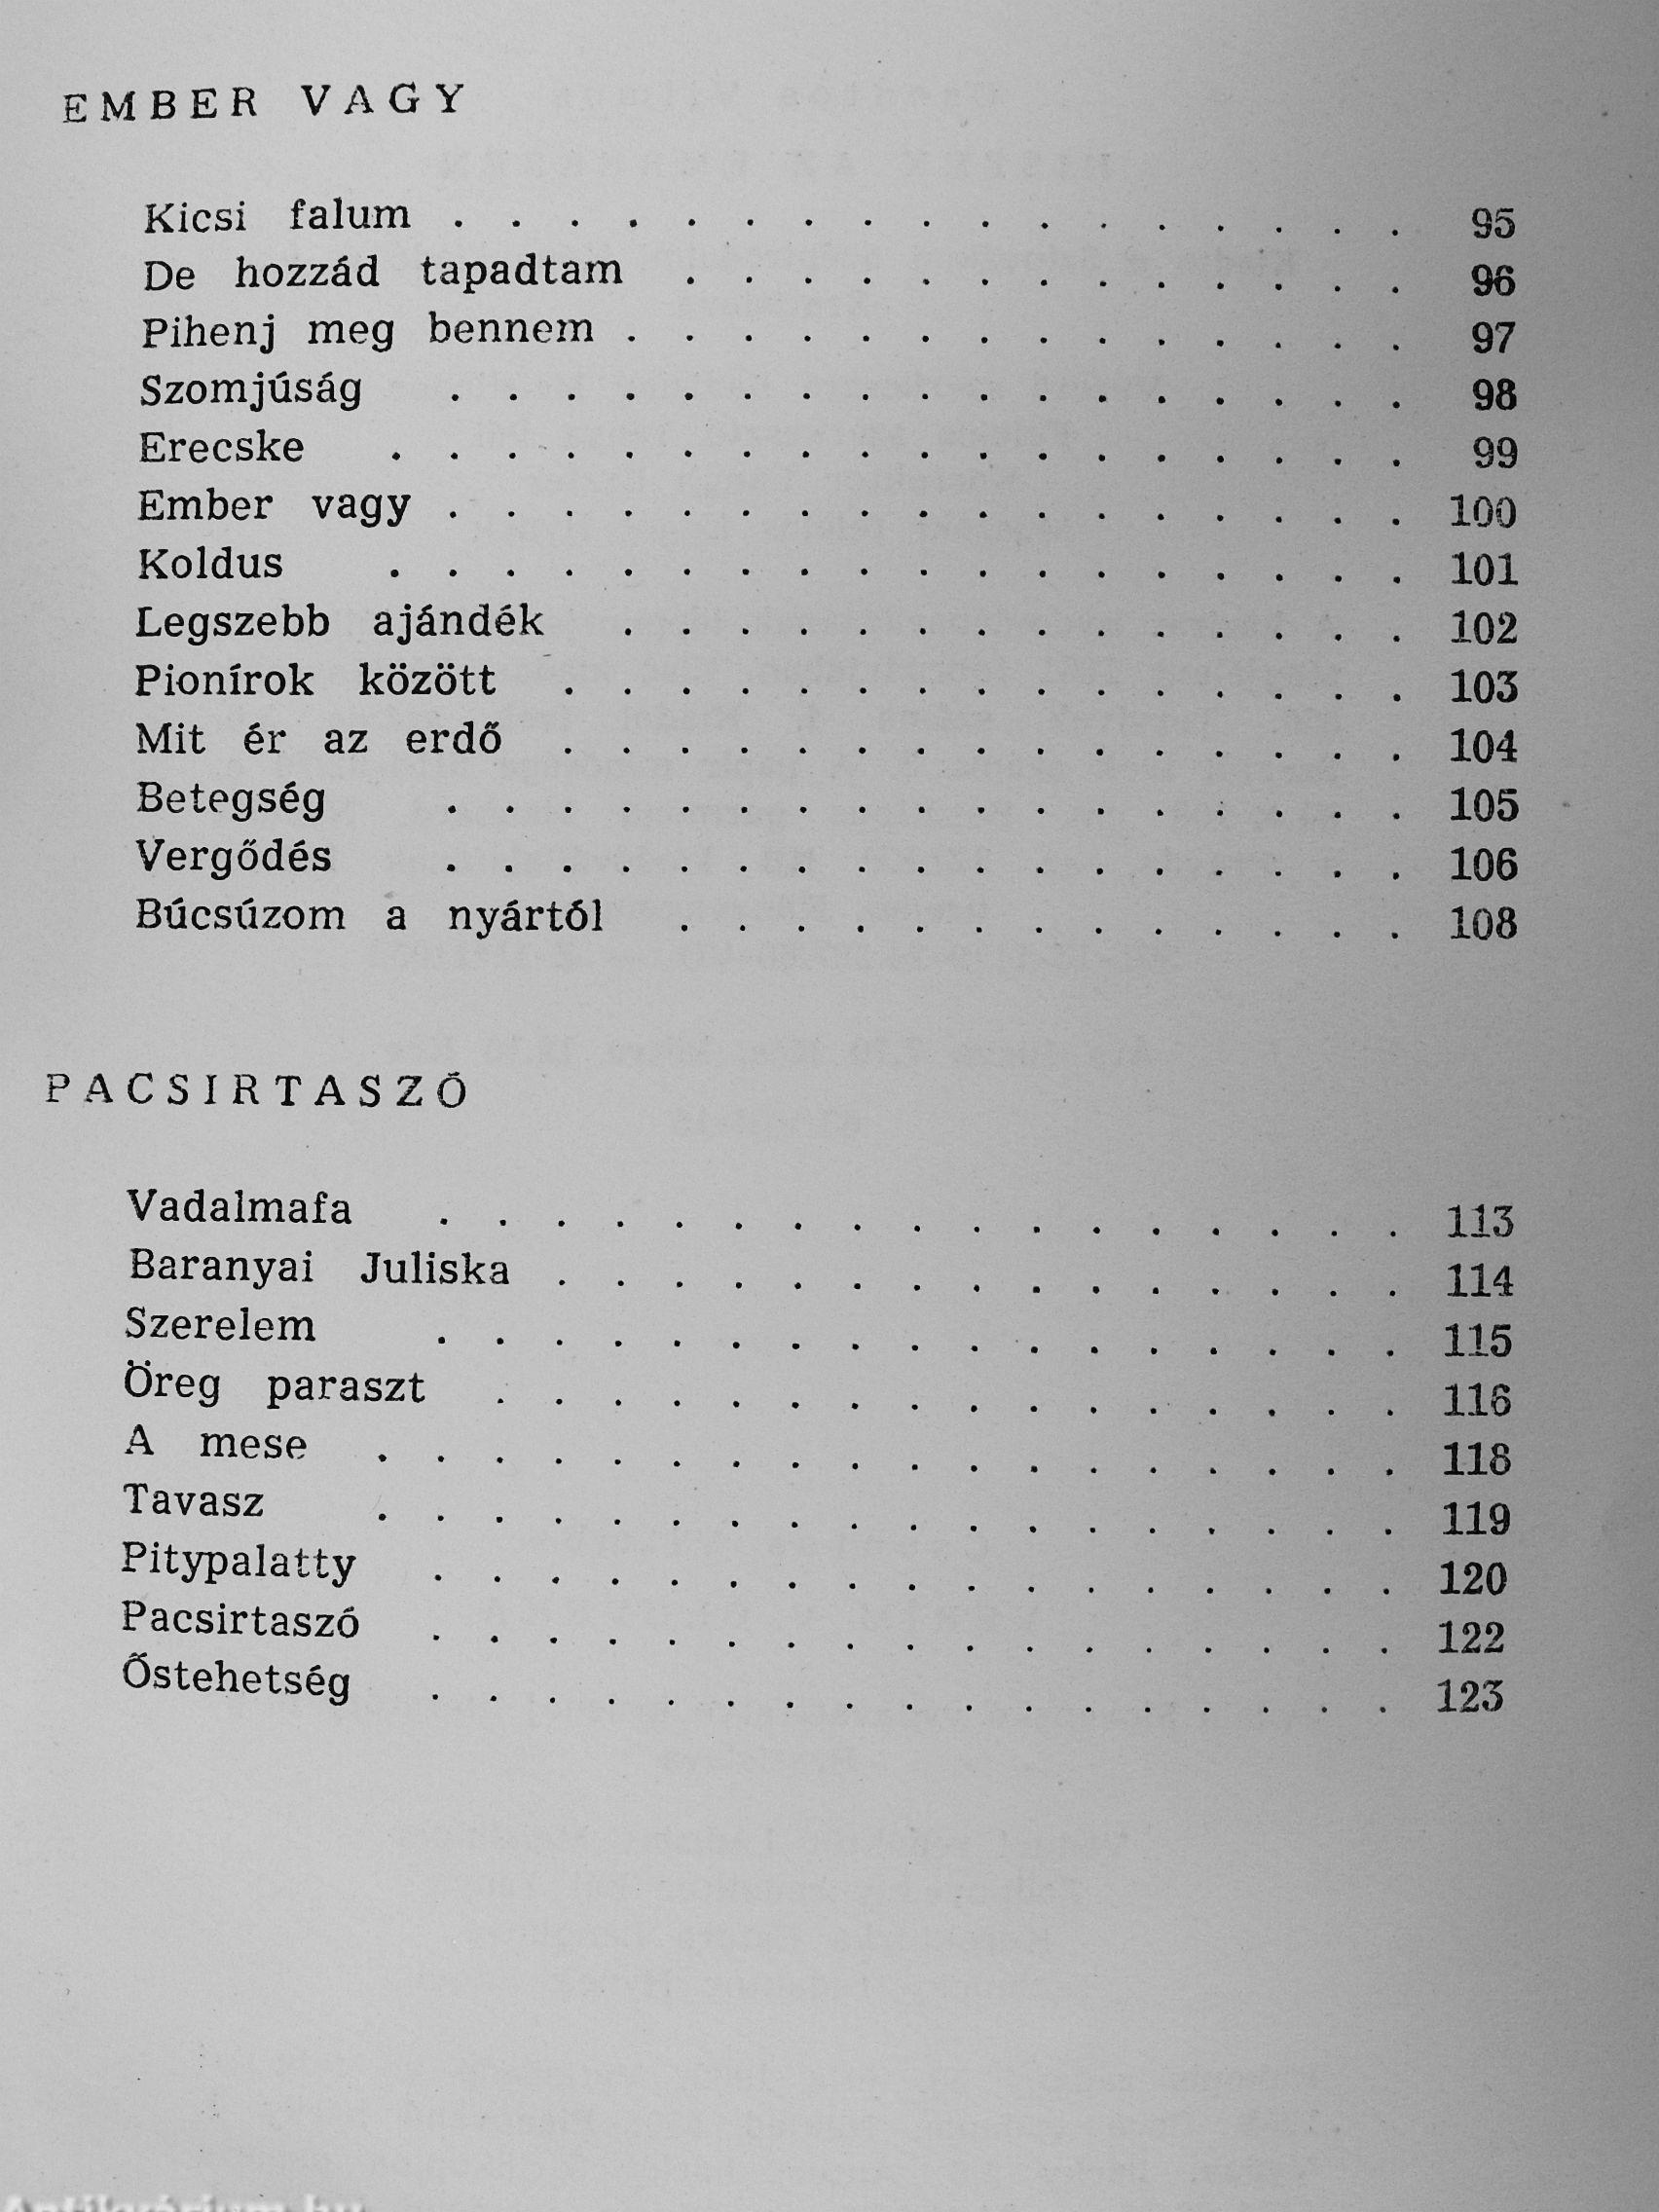 EMBER VAGY
Kicsi falum . . . . . . . . . . . . . . . . . 95
De hozzád tapadtam . . . . . . . . . . . . . 96
Pihenj meg bennem . . . . . . . . . . . . . . 97
Szomjúság . . . . . . . . . . . . . . . . . 98
Erecske . . . . . . . . . . . . . . . . . . 99
Ember vagy . . . . . . . . . . . . . . . . . 100
Koldus . . . . . . . . . . . . . . . . . . 101
Legszebb ajándék . . . . . . . . . . . . . . 102
Pionírok között . . . . . . . . . . . . . . . 103
Mit ér az erdő . . . . . . . . . . . . . . . 104
Betegség . . . . . . . . . . . . . . . . . 105
Vergődés . . . . . . . . . . . . . . . . . 106
Búcsúzom a nyártól . . . . . . . . . . . . . 108
PACSIRTASZÓ
Vadalmafa . . . . . . . . . . . . . . . . . 113
Baranyai Juliska . . . . . . . . . . . . . . . 114
Szerelem . . . . . . . . . . . . . . . . . 115
Öreg paraszt . . . . . . . . . . . . . . . . 116
A mese . . . . . . . . . . . . . . . . . . 118
Tavasz . . . . . . . . . . . . . . . . . . 119
Pitypalatty . . . . . . . . . . . . . . . . . 120
Pacsirtaszó . . . . . . . . . . . . . . . . . 122
Őstehetség . . . . . . . . . . . . . . . . . 123
Antikvárium.hu